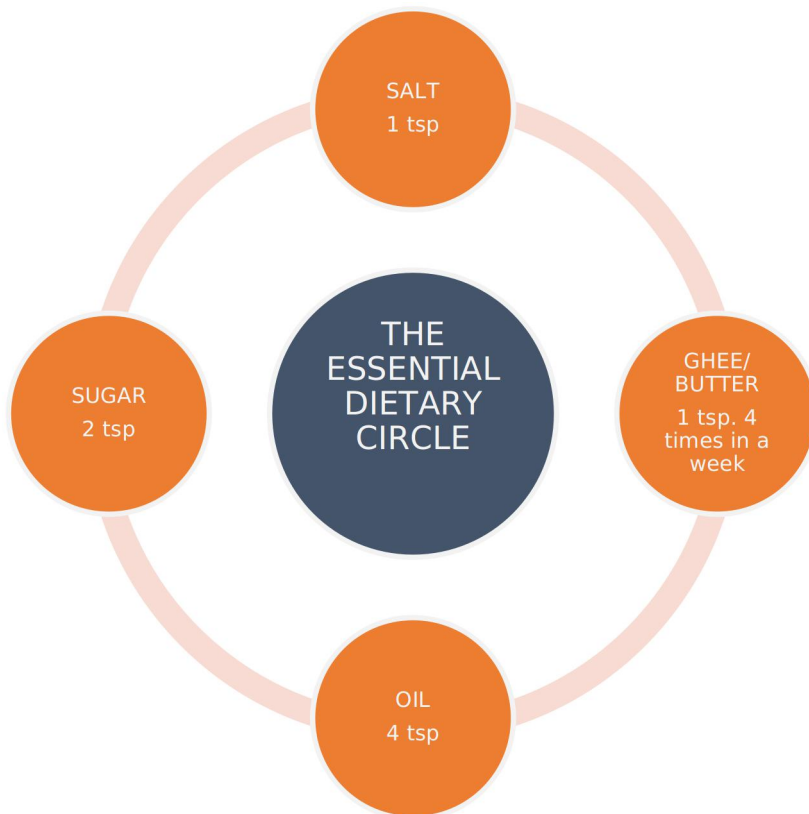 SALT
1 tsp
THE
ESSENTIAL
DIETARY
CIRCLE
GHEE/
BUTTER
1 tsp. 4
times in a
week
OIL
4 tsp
SUGAR
2 tsp